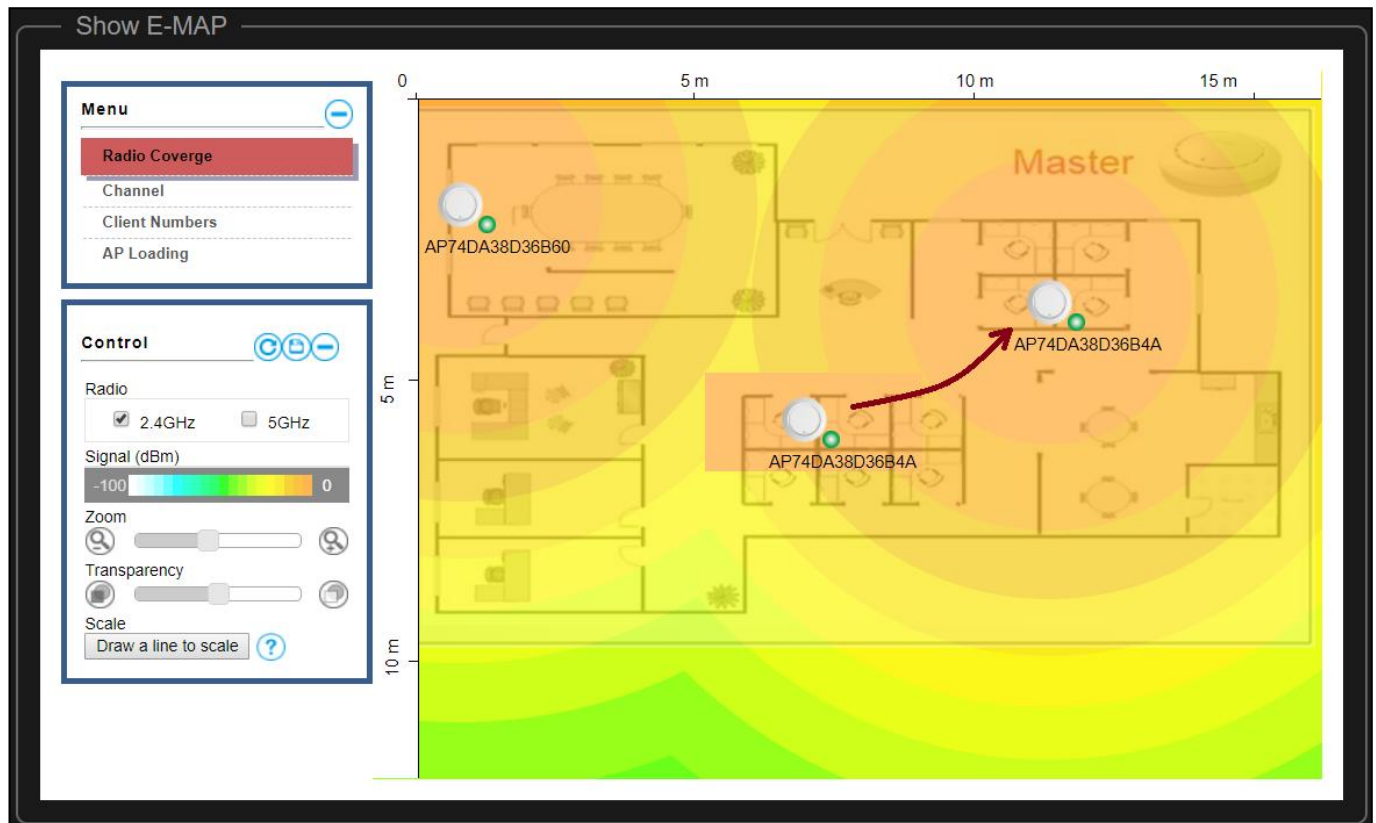 Show E-MAP
0 5 m 10 m 15 m
Menu
Radio Coverge
Channel
Client Numbers
AP Loading
Control
Radio
2.4GHz 5GHz
Signal (dBm)
-100 0
Zoom
Transparency
Scale
Draw a line to scale ?
5 m
10 m
Master
AP74DA38D36B60
AP74DA38D36B4A
AP74DA38D36B4A